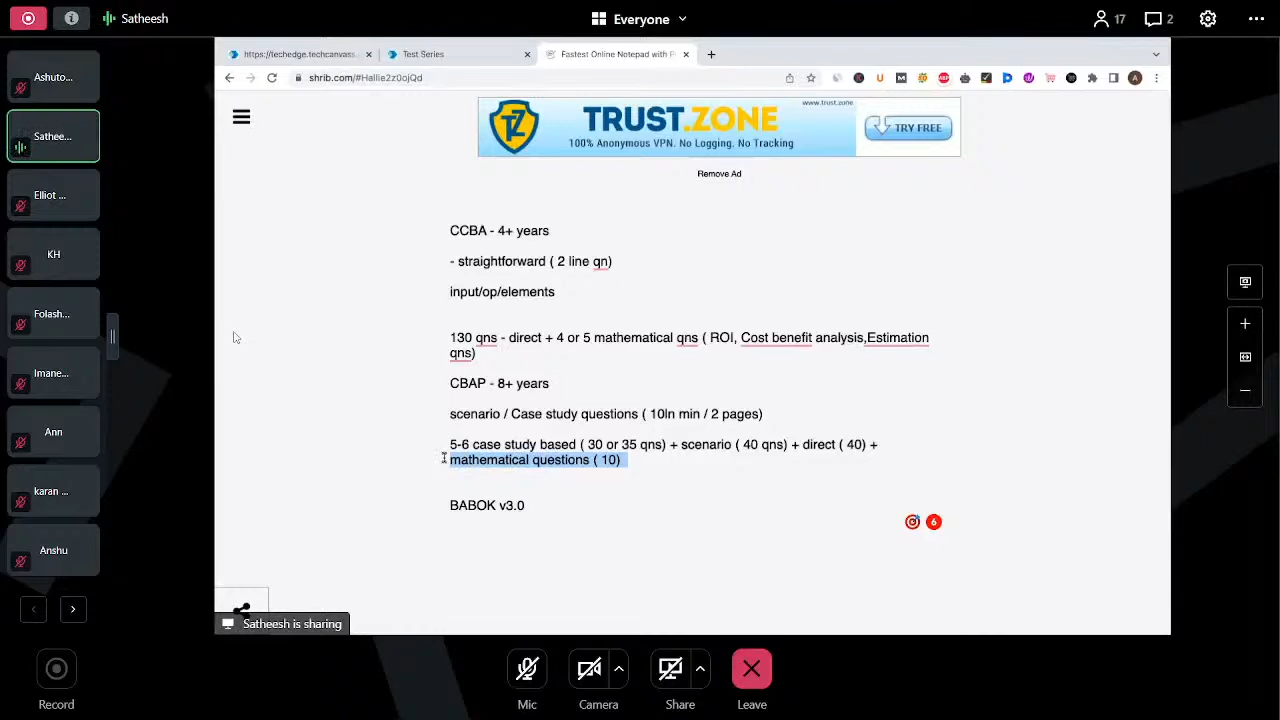 Satheesh
Everyone
17
2
Ashuto...
Sathee...
Elliot ...
KH
Folash...
Imane...
Ann
karan ...
Anshu
https://techedge.techcanvass.
Test Series
Fastest Online Notepad with P
shrib.com/#Hallie2z0ojQd
www.trust.zone
TRUST.ZONE
100% Anonymous VPN. No Logging. No Tracking
TRY FREE
Remove Ad
CCBA - 4+ years
- straightforward ( 2 line qn)
input/op/elements
130 qns - direct + 4 or 5 mathematical qns ( ROI, Cost benefit analysis,Estimation
qns)
CBAP - 8+ years
scenario / Case study questions ( 10ln min / 2 pages)
5-6 case study based ( 30 or 35 qns) + scenario ( 40 qns) + direct ( 40) +
mathematical questions ( 10)
BABOK v3.0
6
Satheesh is sharing
Record
Mic
Camera
Share
Leave